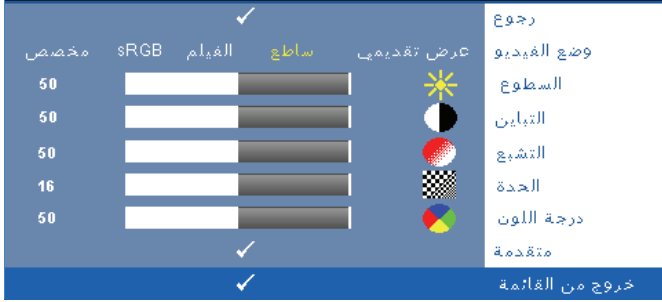 رجوع
وضع الفيديو عرض تقديمي ساطع الفيلم sRGB مخصص
السطوع 50
التباين 50
التشبع 50
الحدة 16
درجة اللون 50
متقدمة
خروج من القائمة